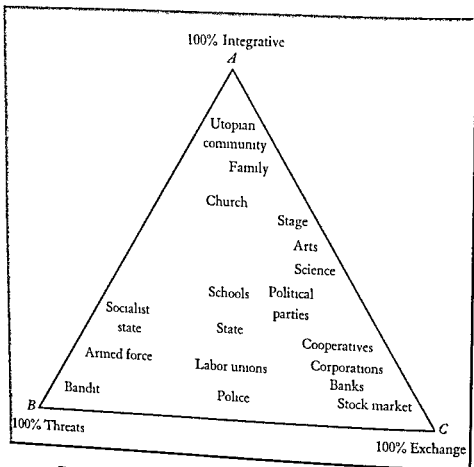 100% Integrative
A
Utopian
community
Family
Church
Stage
Arts
Science
Schools Political
parties
Socialist
state
State
Cooperatives
Armed force
Labor unions
Corporations
Banks
Bandit
Police
Stock market
B
C
100% Threats
100% Exchange